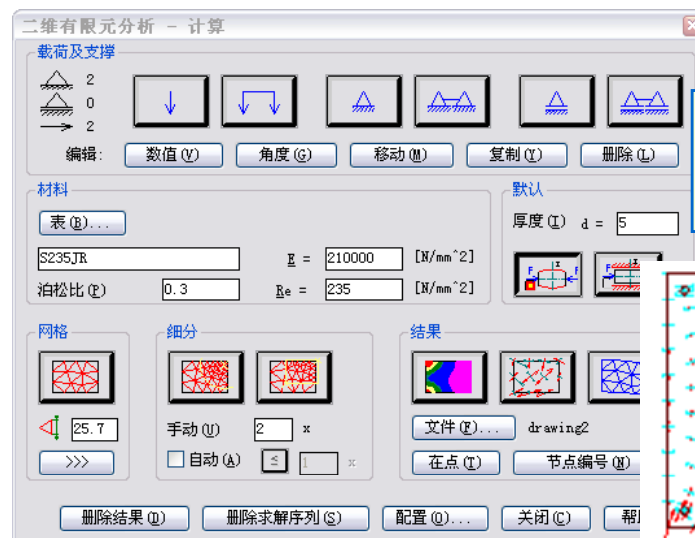 二维有限元分析 - 计算
载荷及支撑
2
0
2
编辑: 数值(V) 角度(G) 移动(M) 复制(Y) 删除(L)
材料 默认
表(B)... 厚度(I) d = 5
S235JR E = 210000 [N/mm^2]
泊松比(P) 0.3 Re = 235 [N/mm^2]
F F F
网格 细分 结果
25.7 手动(U) 2 x 文件(F)... drawing2
>>> 自动(A) ≤ 1 x 在点(T) 节点编号(N)
删除结果(D) 删除求解序列(S) 配置(O)... 关闭(C)